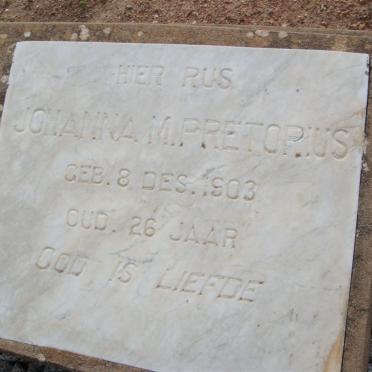 HIER RUS
JOHANNA M. PRETORIUS
GEB. 8 DES. 1903
OUD. 26 JAAR
GOD IS LIEFDE